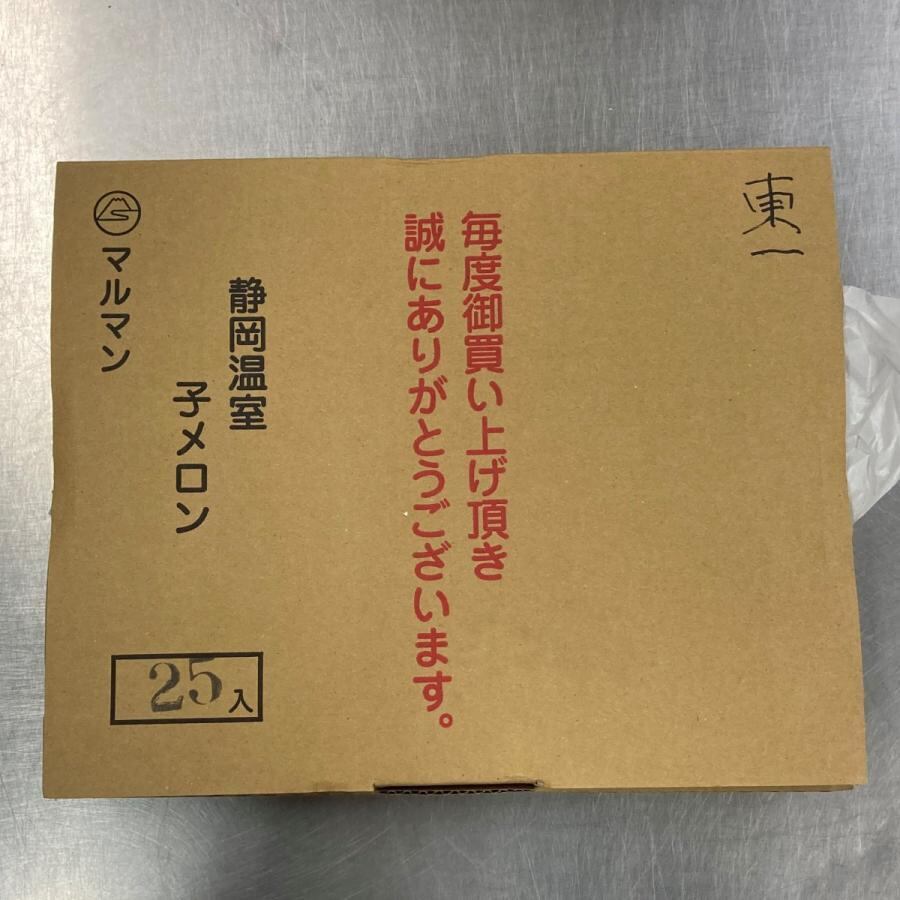 東一
毎度御買い上げ頂き
誠にありがとうございます。
静岡温室
子メロン
マルマン
25入